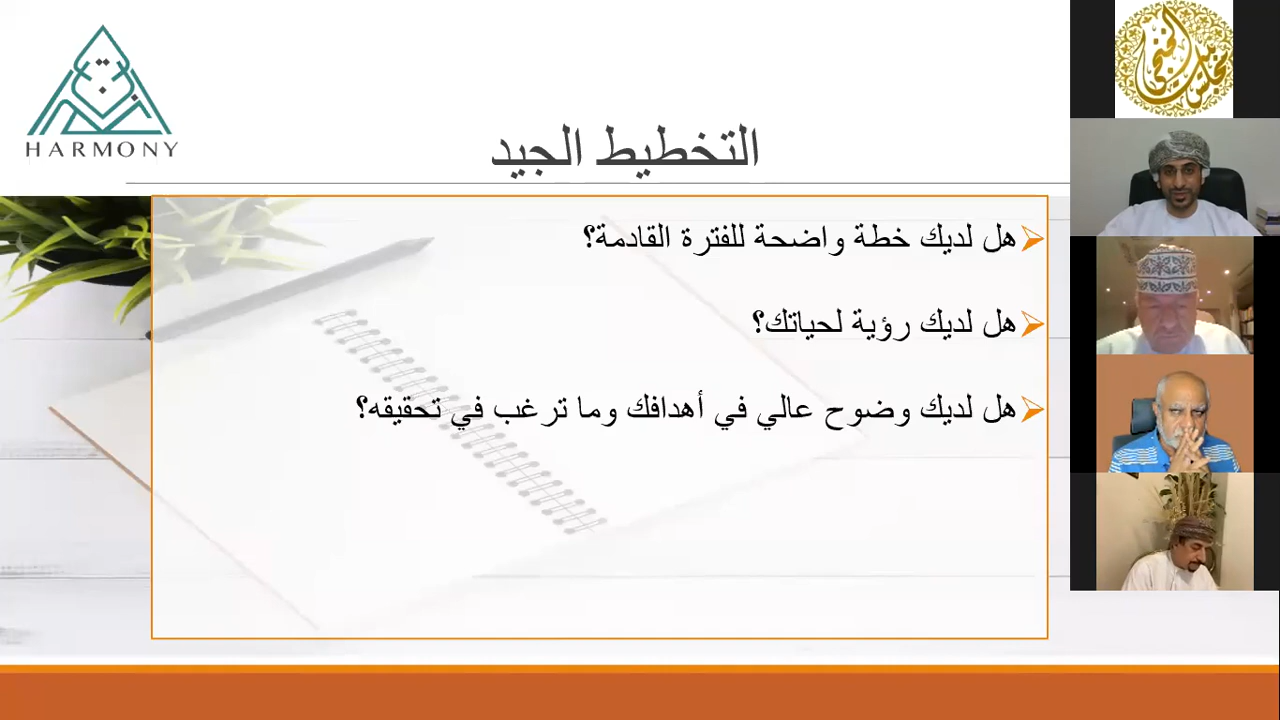 HARMONY
التخطيط الجيد
هل لديك خطة واضحة للفترة القادمة؟
هل لديك رؤية لحياتك؟
هل لديك وضوح عالي في أهدافك وما ترغب في تحقيقه؟